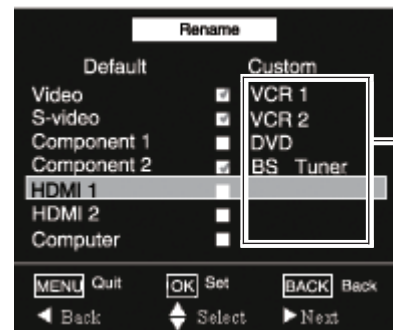 Rename
Default Custom
Video VCR 1
S-video VCR 2
Component 1 DVD
Component 2 BS Tuner
HDMI 1
HDMI 2
Computer
MENU Quit OK Set BACK Back
Back Select Next